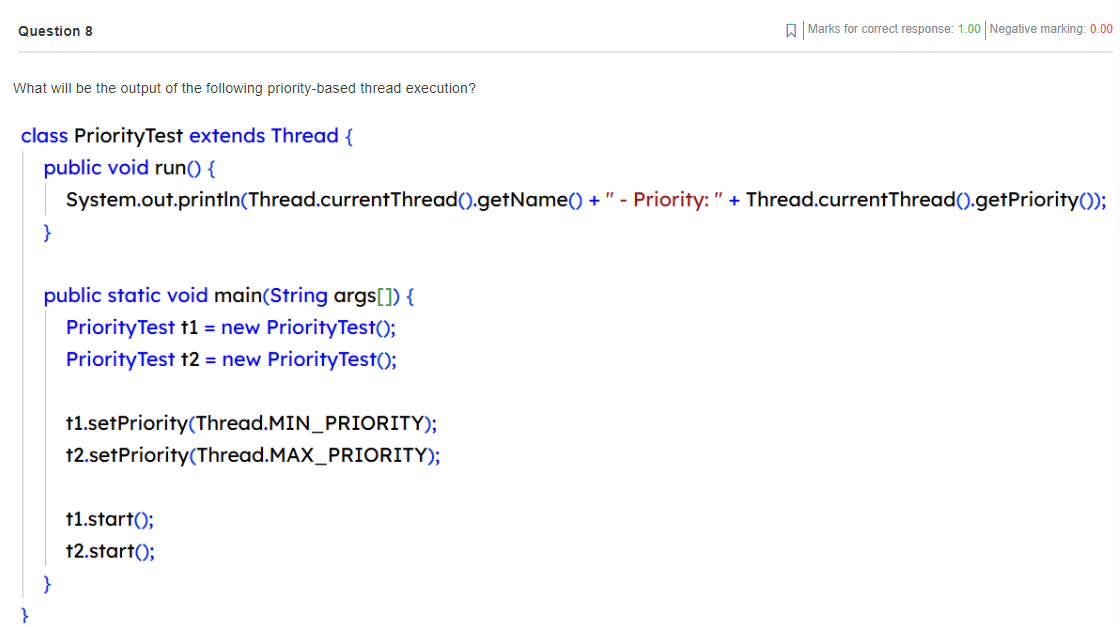 Question 8
Marks for correct response: 1.00 Negative marking: 0.00
What will be the output of the following priority-based thread execution?
class PriorityTest extends Thread {
public void run() {
System.out.println(Thread.currentThread().getName() + " - Priority: " + Thread.currentThread().getPriority());
}
public static void main(String args[]) {
PriorityTest t1 = new PriorityTest();
PriorityTest t2 = new PriorityTest();
t1.setPriority(Thread.MIN_PRIORITY);
t2.setPriority(Thread.MAX_PRIORITY);
t1.start();
t2.start();
}
}